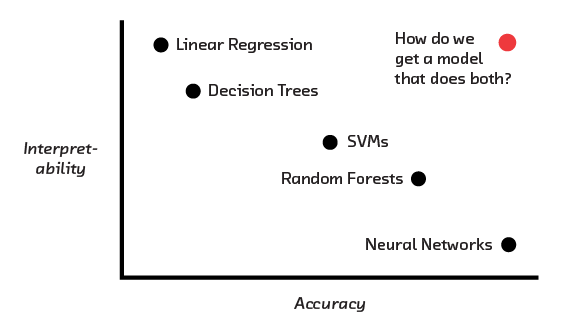 Linear Regression
How do we
get a model
that does both?
Decision Trees
Interpret-
ability
SVMs
Random Forests
Neural Networks
Accuracy